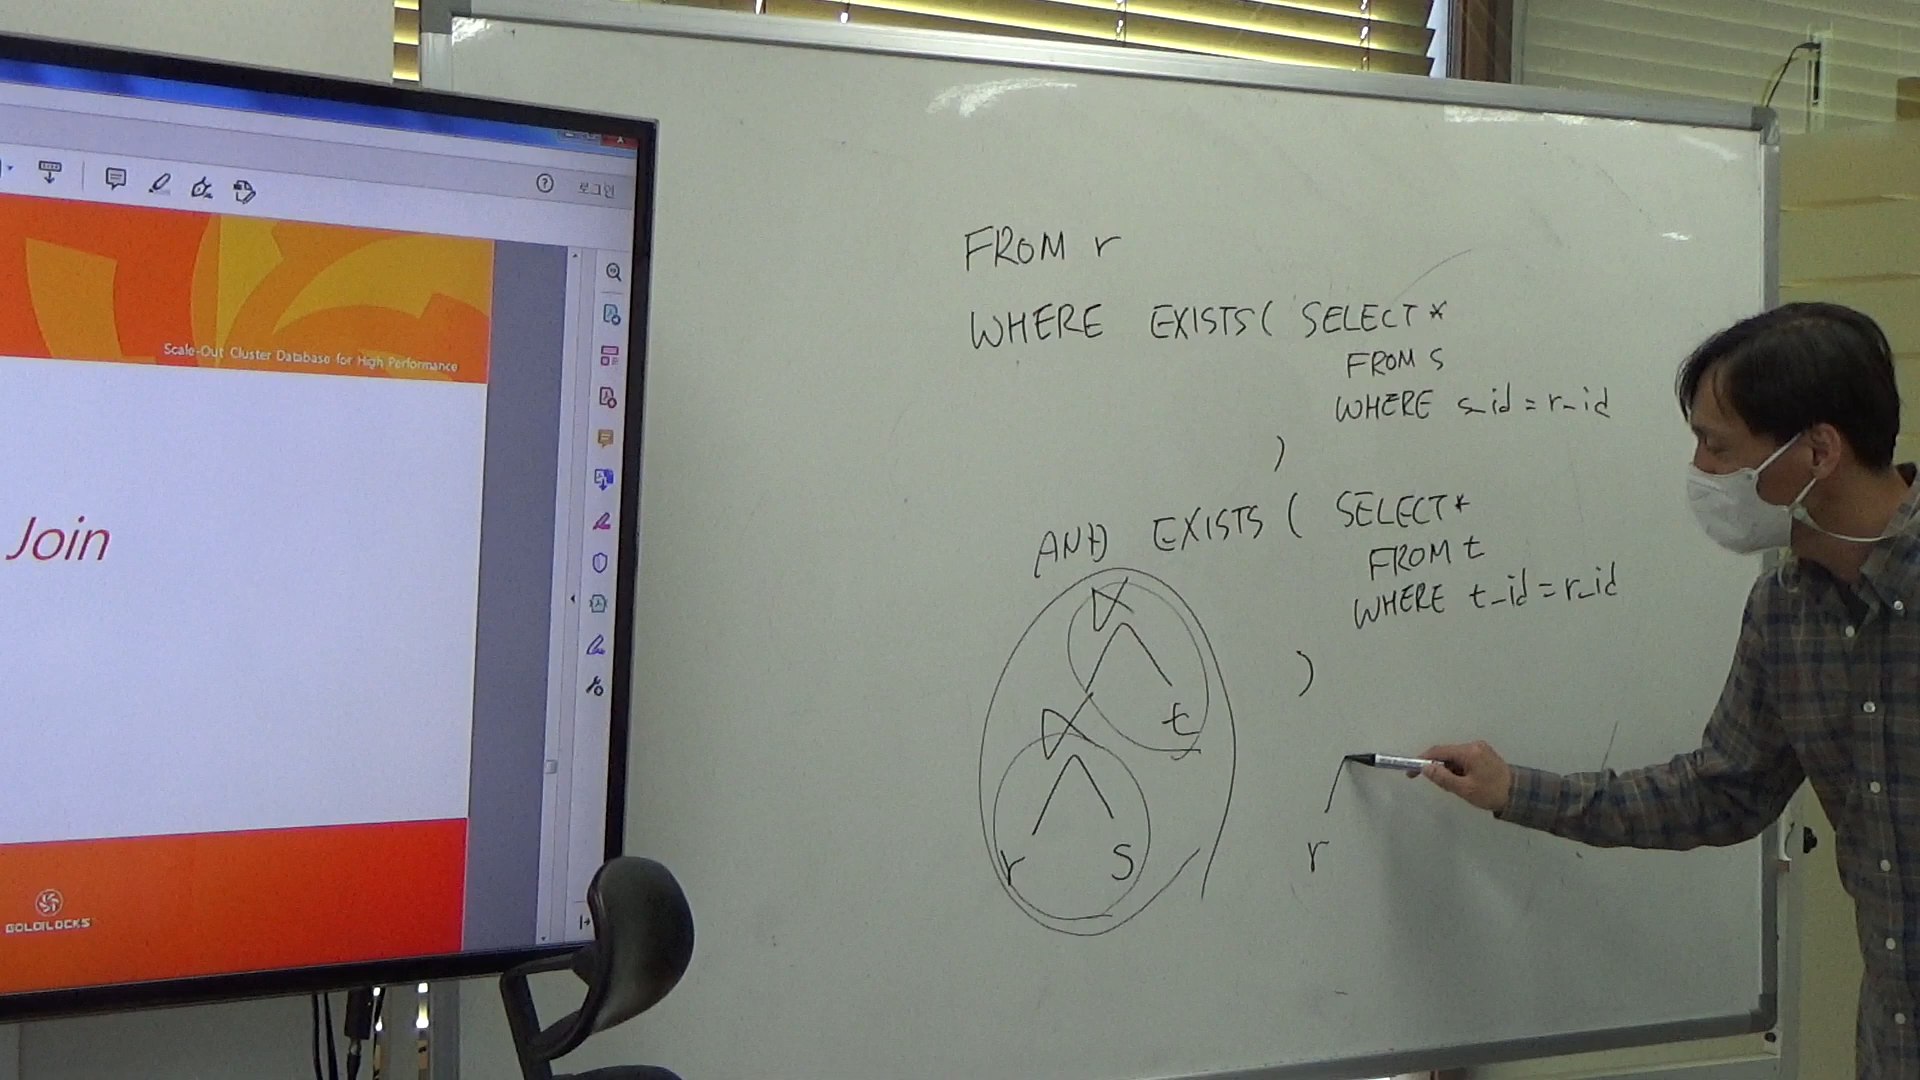 로그인
Scale-Out Cluster Database for High Performance
Join
GOLDILOCKS
FROM r
WHERE EXISTS( SELECT *
FROM s
WHERE s_id = r_id
)
AND EXISTS ( SELECT *
FROM t
WHERE t_id = r_id
)
t
r s
r